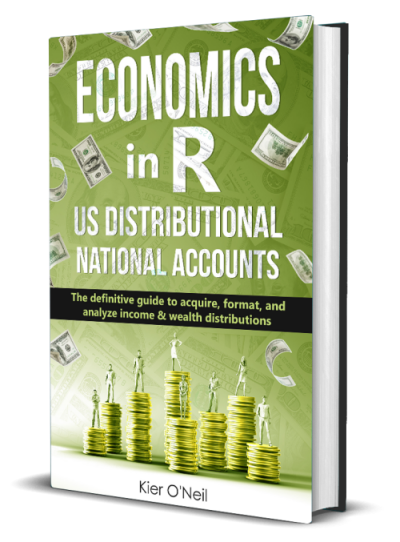 ECONOMICS
in R
US DISTRIBUTIONAL
NATIONAL ACCOUNTS
The definitive guide to acquire, format, and
analyze income & wealth distributions
Kier O'Neil